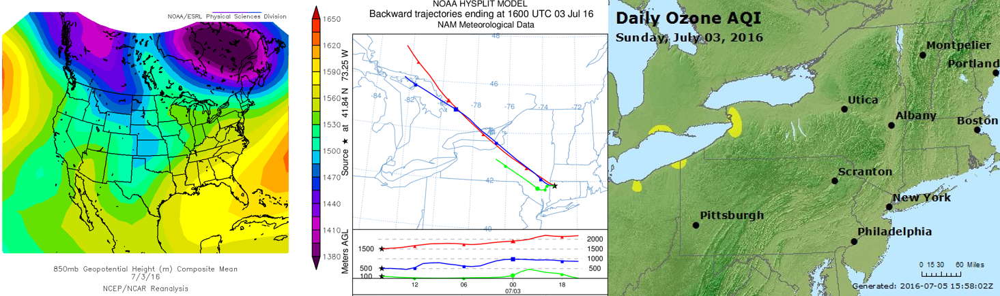 NOAA/ESRL Physical Sciences Division
1650
1620
1590
1560
1530
1500
1470
1440
1410
1380
850mb Geopotential Height (m) Composite Mean
7/3/16
NCEP/NCAR Reanalysis
NOAA HYSPLIT MODEL
Backward trajectories ending at 1600 UTC 03 Jul 16
NAM Meteorological Data
Source ★ at 41.84 N 73.25 W
48
46
-84
-82
-78
-76
-74
-72
42
40
Meters AGL
1500
500
100
2000
1500
1000
500
12
06
00
18
07/03
Daily Ozone AQI
Sunday, July 03, 2016
Montpelier
Portland
Utica
Albany
Boston
Scranton
New York
Pittsburgh
Philadelphia
0 15 30 60 Miles
Generated: 2016-07-05 15:58:02Z